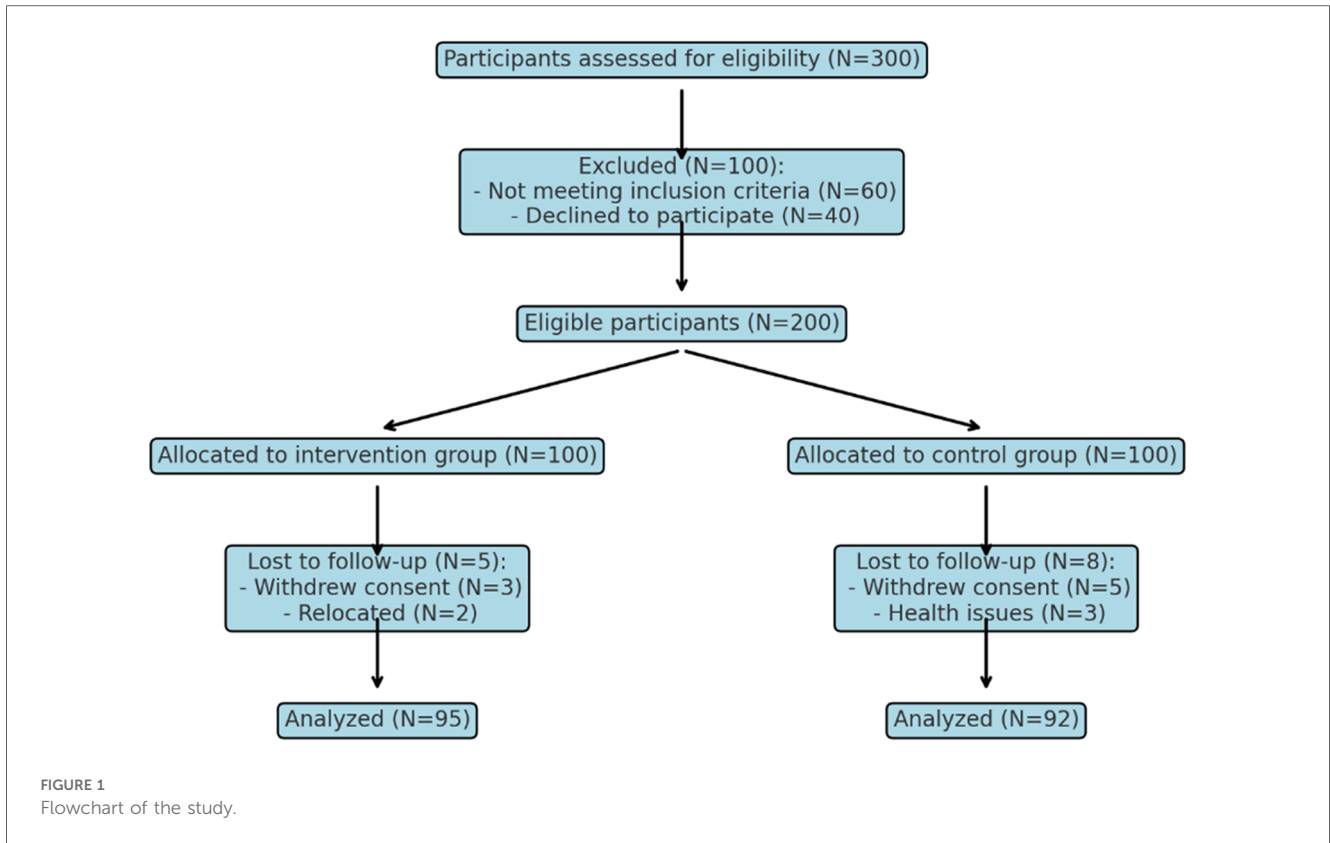 Participants assessed for eligibility (N=300)
Excluded (N=100):
- Not meeting inclusion criteria (N=60)
- Declined to participate (N=40)
Eligible participants (N=200)
Allocated to intervention group (N=100)
Allocated to control group (N=100)
Lost to follow-up (N=5):
- Withdrew consent (N=3)
- Relocated (N=2)
Lost to follow-up (N=8):
- Withdrew consent (N=5)
- Health issues (N=3)
Analyzed (N=95)
Analyzed (N=92)
FIGURE 1
Flowchart of the study.